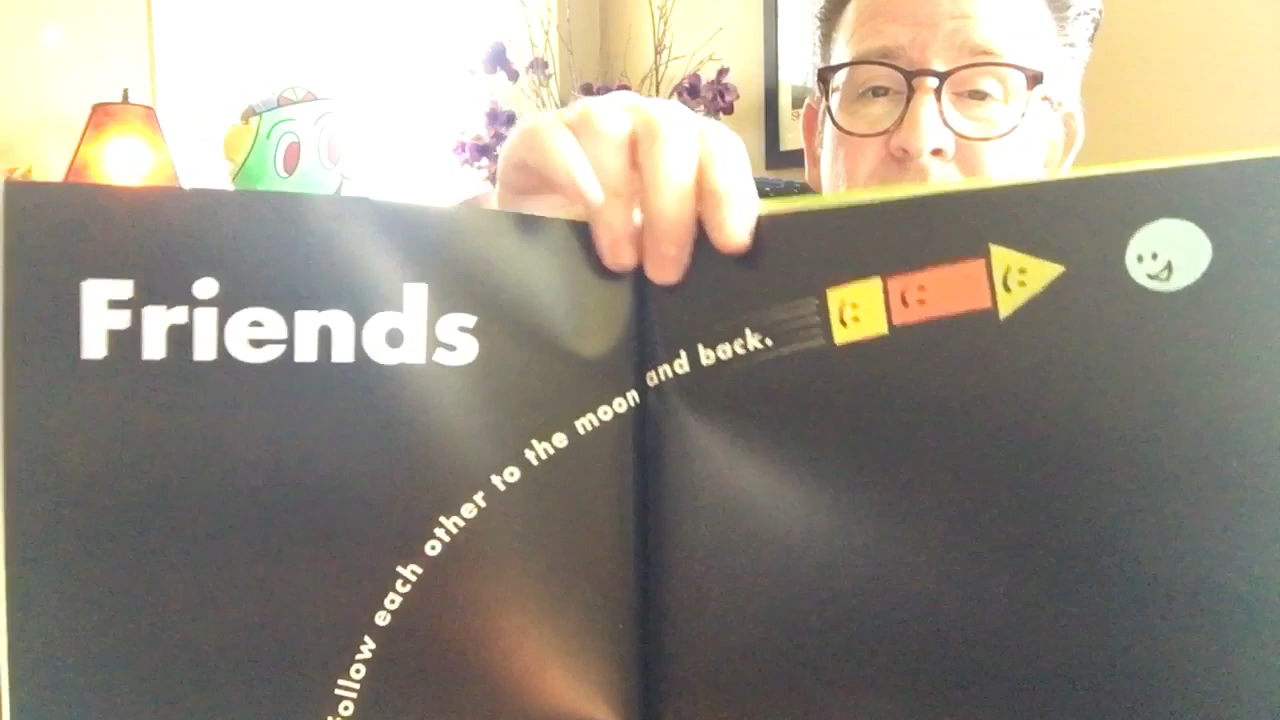 Friends
follow each other to the moon and back.